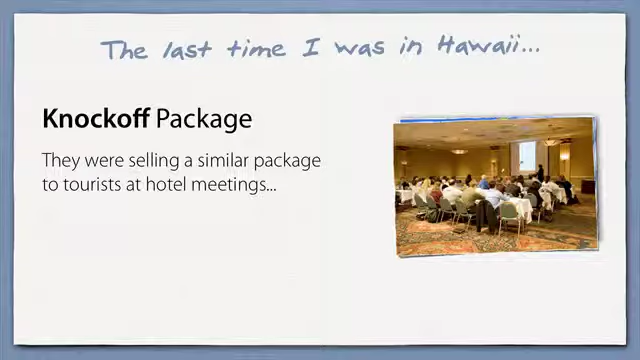 The last time I was in Hawaii...
Knockoff Package
They were selling a similar package
to tourists at hotel meetings...